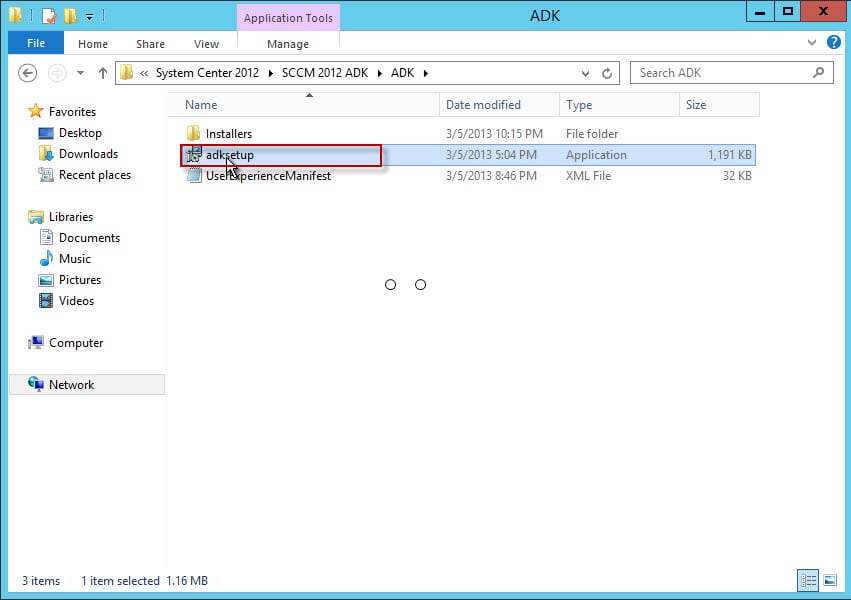 Application Tools
ADK
File Home Share View Manage
« System Center 2012 ▸ SCCM 2012 ADK ▸ ADK ▸ Search ADK
Favorites
Desktop
Downloads
Recent places
Libraries
Documents
Music
Pictures
Videos
Computer
Network
Name Date modified Type Size
Installers 3/5/2013 10:15 PM File folder
adksetup 3/5/2013 5:04 PM Application 1,191 KB
UserExperienceManifest 3/5/2013 8:46 PM XML File 32 KB
3 items 1 item selected 1.16 MB